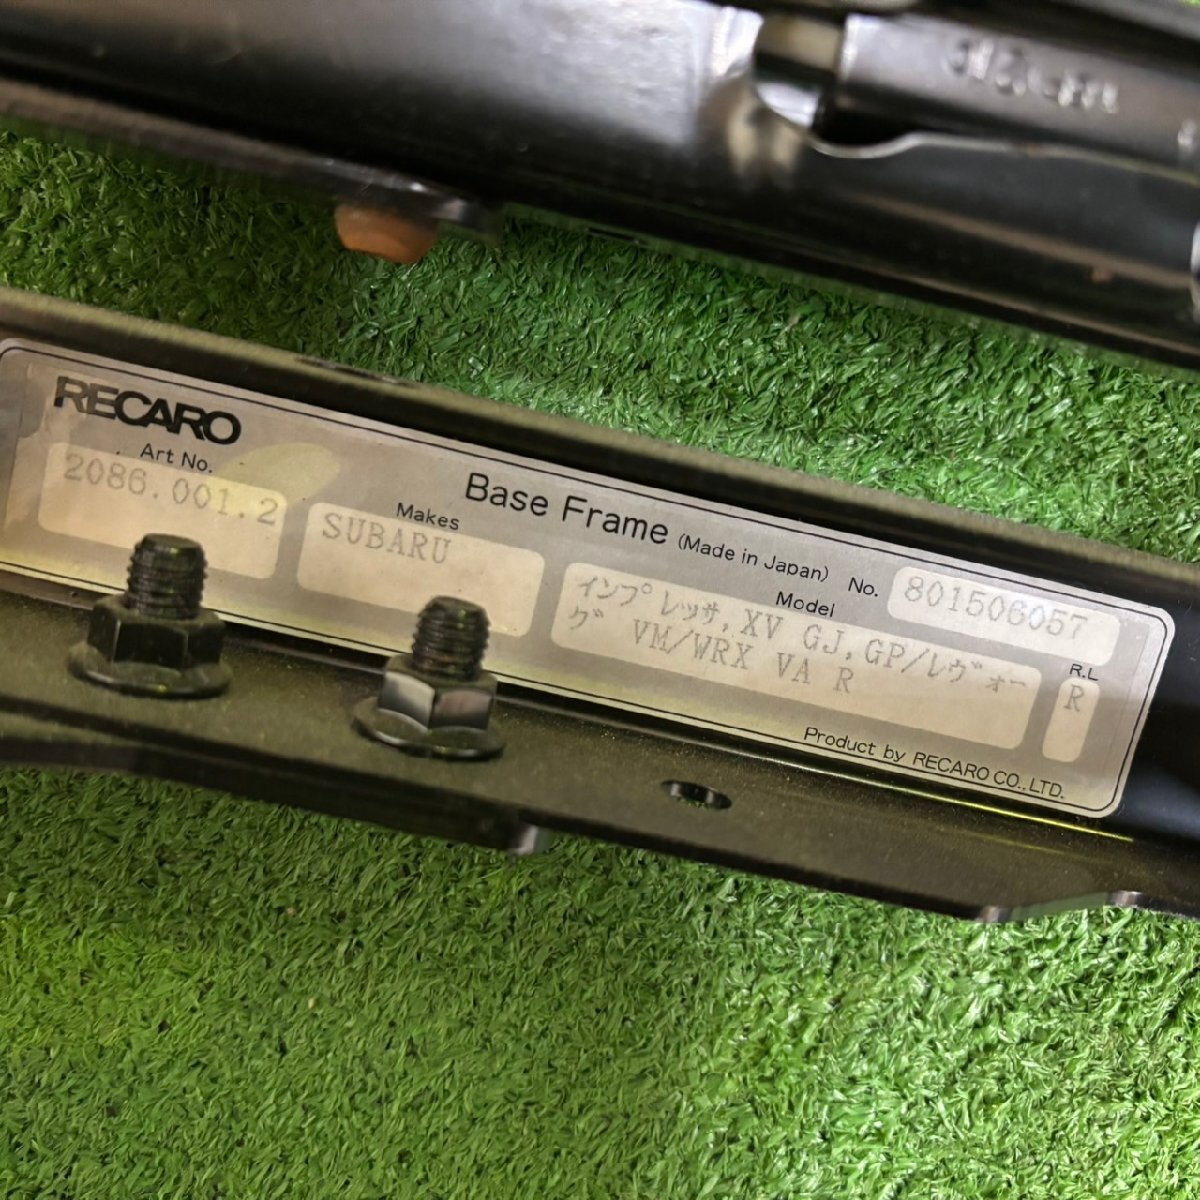 RECARO
Art No.
2086.001.2
Makes
SUBARU
Base Frame (Made in Japan)
No. 801506057
Model
インプレッサ, XV GJ, GP/レヴォー
グ VM/WRX VA R
R.L
R
Product by RECARO CO., LTD.